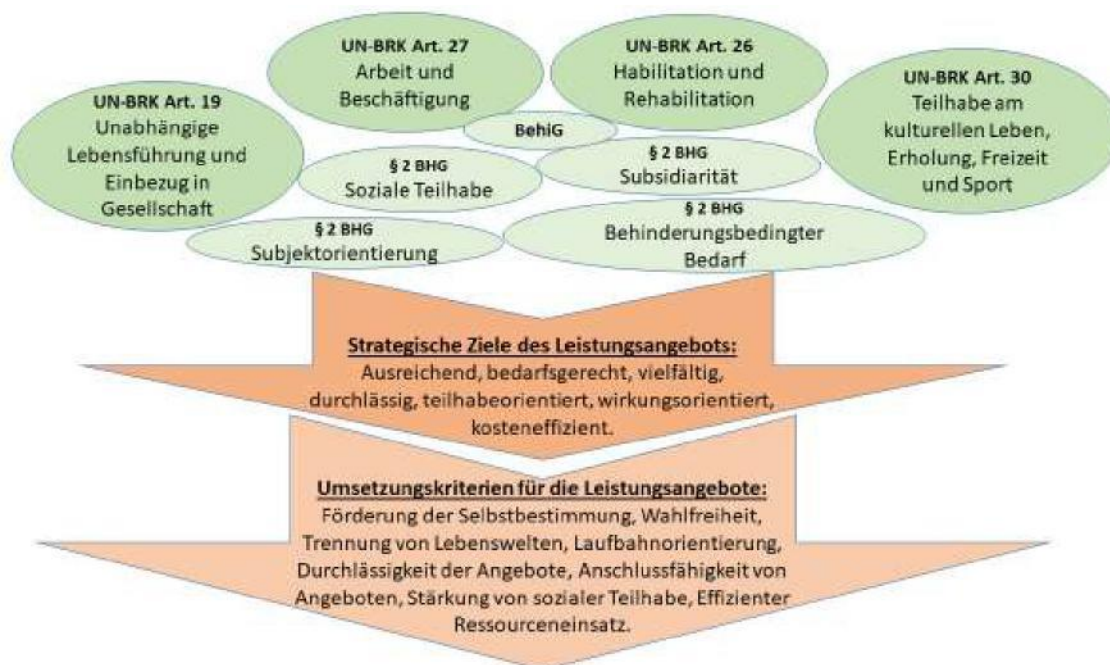 UN-BRK Art. 27
Arbeit und
Beschäftigung
UN-BRK Art. 26
Habilitation und
Rehabilitation
UN-BRK Art. 19
Unabhängige
Lebensführung und
Einbezug in
Gesellschaft
UN-BRK Art. 30
Teilhabe am
kulturellen Leben,
Erholung, Freizeit
und Sport
BehiG
§ 2 BHG
Soziale Teilhabe
§ 2 BHG
Subsidiarität
§ 2 BHG
Subjektorientierung
§ 2 BHG
Behinderungsbedingter
Bedarf
Strategische Ziele des Leistungsangebots:
Ausreichend, bedarfsgerecht, vielfältig,
durchlässig, teilhabeorientiert, wirkungsorientiert,
kosteneffizient.
Umsetzungskriterien für die Leistungsangebote:
Förderung der Selbstbestimmung, Wahlfreiheit,
Trennung von Lebenswelten, Laufbahnorientierung,
Durchlässigkeit der Angebote, Anschlussfähigkeit von
Angeboten, Stärkung von sozialer Teilhabe, Effizienter
Ressourceneinsatz.